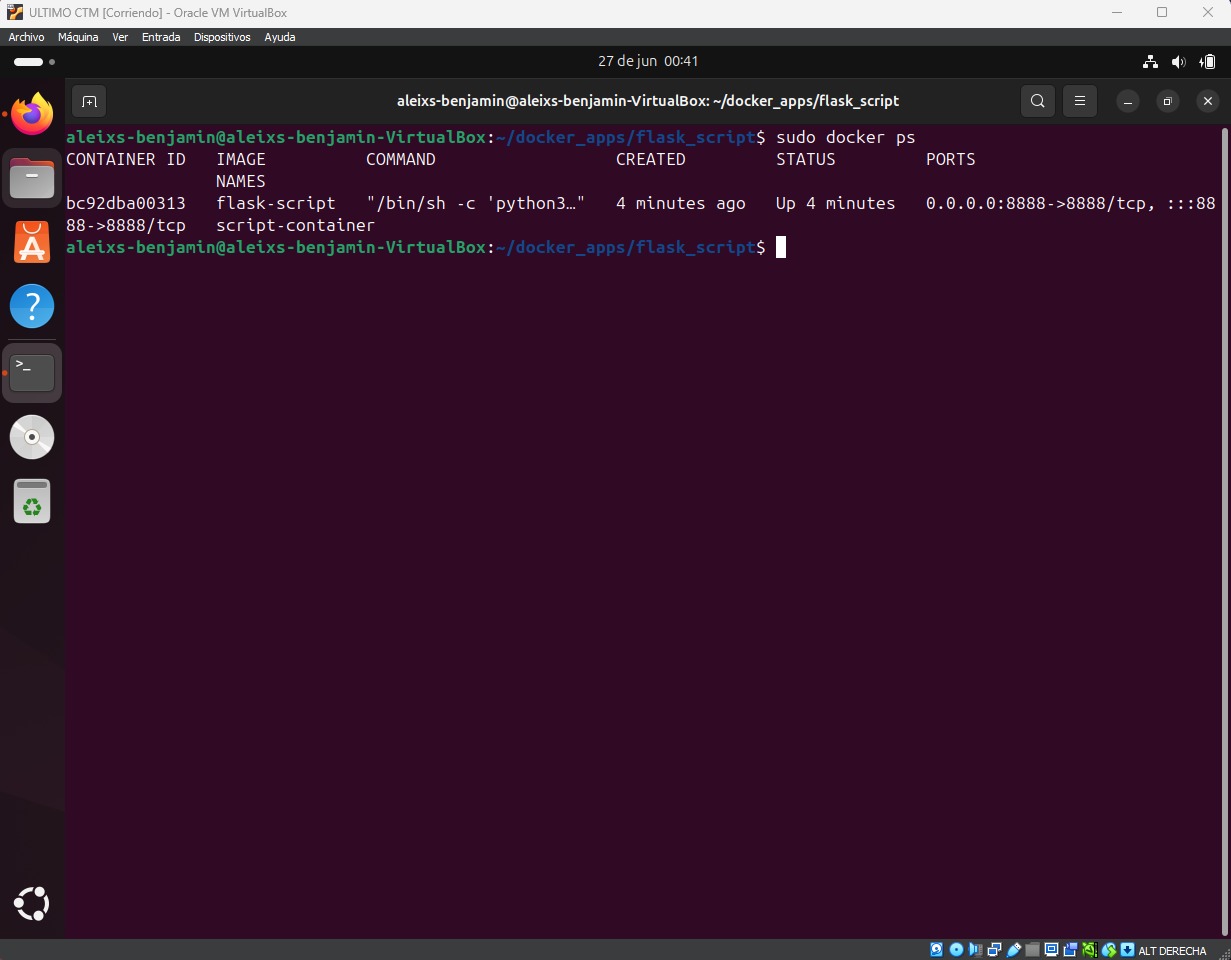 ULTIMO CTM [Corriendo] - Oracle VM VirtualBox
Archivo Máquina Ver Entrada Dispositivos Ayuda
27 de jun 00:41
aleixs-benjamin@aleixs-benjamin-VirtualBox: ~/docker_apps/flask_script
aleixs-benjamin@aleixs-benjamin-VirtualBox:~/docker_apps/flask_script$ sudo docker ps
CONTAINER ID IMAGE COMMAND CREATED STATUS PORTS
NAMES
bc92dba00313 flask-script "/bin/sh -c 'python3…" 4 minutes ago Up 4 minutes 0.0.0.0:8888->8888/tcp, :::88
88->8888/tcp script-container
aleixs-benjamin@aleixs-benjamin-VirtualBox:~/docker_apps/flask_script$
ALT DERECHA